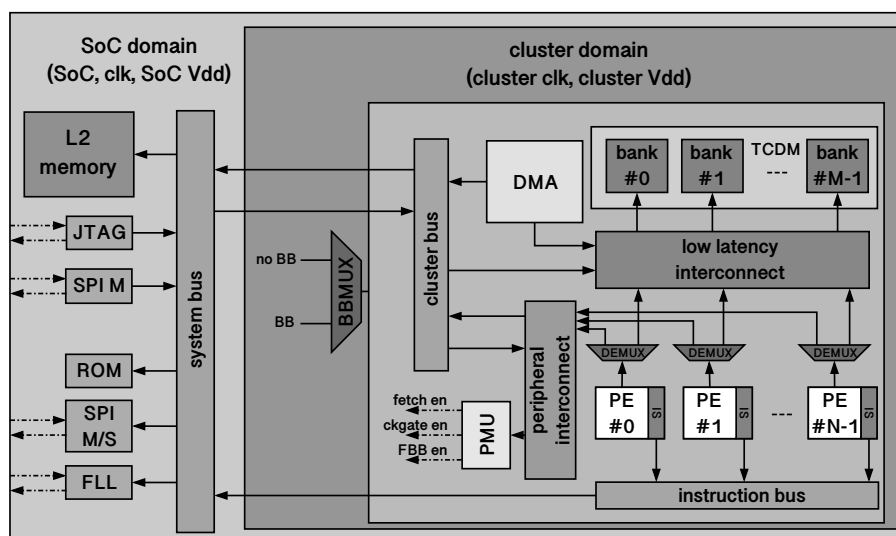 SoC domain
(SoC, clk, SoC Vdd)
cluster domain
(cluster clk, cluster Vdd)
L2
memory
JTAG
SPI M
ROM
SPI
M/S
FLL
system bus
no BB
BB
BBMUX
cluster bus
DMA
bank
#0
bank
#1
TCDM
---
bank
#M-1
low latency
interconnect
peripheral
interconnect
DEMUX
DEMUX
DEMUX
PE
#0
I$
PE
#1
I$
---
PE
#N-1
I$
fetch en
ckgate en
FBB en
PMU
instruction bus